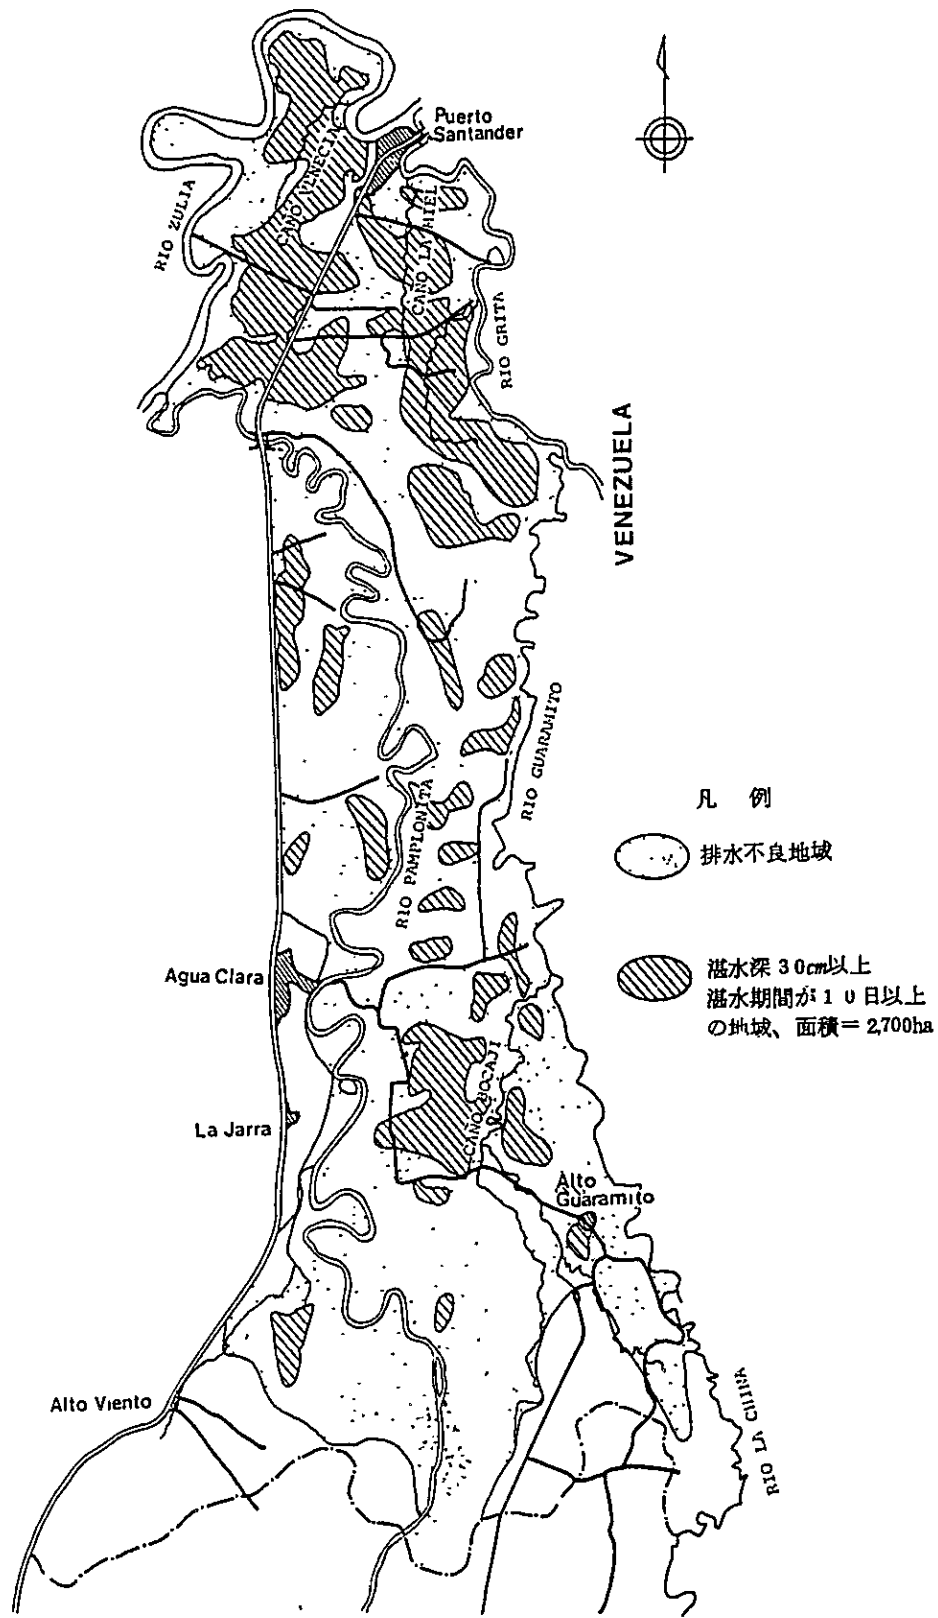 Puerto
Santander
CAÑO VENECIA
RIO ZULIA
CAÑO LA MIEL
RIO GRITA
VENEZUELA
RIO GUARAMITO
RIO PAMPLONITA
凡 例
排水不良地域
Agua Clara
湛水深 30cm以上
湛水期間が 10日以上
の地域、面積=2,700ha
CAÑO BOCAJI
La Jarra
Alto
Guaramito
Alto Viento
RIO LA CHINA